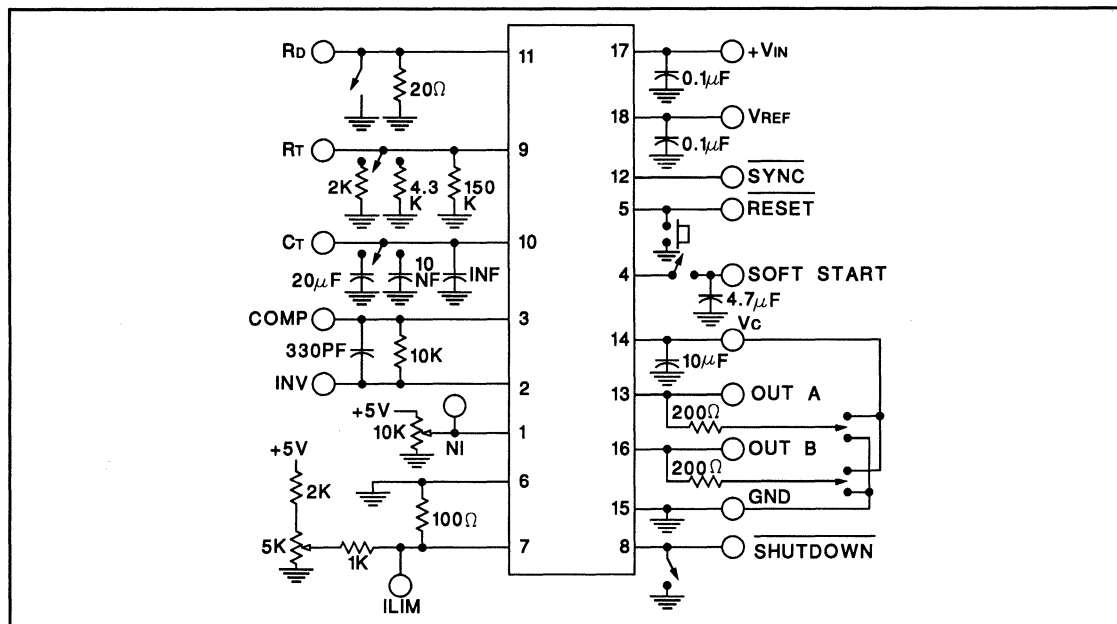 RD
11
20Ω
RT
9
2K
4.3
K
150
K
CT
10
20μF
10
NF
INF
COMP
3
330PF
10K
INV
2
+5V
10K
1
NI
+5V
6
2K
100Ω
5K
1K
7
ILIM
17
+VIN
0.1μF
18
VREF
0.1μF
12
SYNC
5
RESET
4
SOFT START
4.7μF
VC
14
10μF
13
OUT A
200Ω
16
OUT B
200Ω
GND
15
8
SHUTDOWN